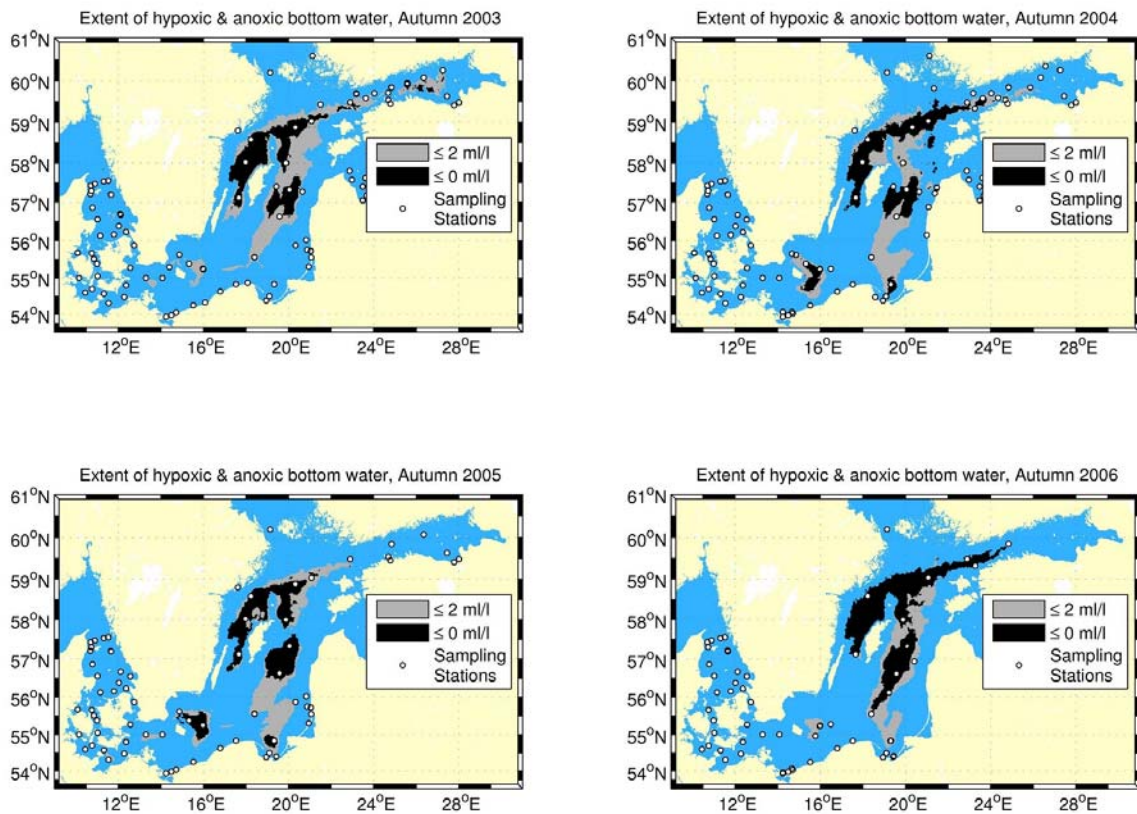 Extent of hypoxic & anoxic bottom water, Autumn 2003
61°N
60°N
59°N
58°N
57°N
56°N
55°N
54°N
12°E 16°E 20°E 24°E 28°E
≤ 2 ml/l
≤ 0 ml/l
Sampling
Stations
Extent of hypoxic & anoxic bottom water, Autumn 2004
61°N
60°N
59°N
58°N
57°N
56°N
55°N
54°N
12°E 16°E 20°E 24°E 28°E
≤ 2 ml/l
≤ 0 ml/l
Sampling
Stations
Extent of hypoxic & anoxic bottom water, Autumn 2005
61°N
60°N
59°N
58°N
57°N
56°N
55°N
54°N
12°E 16°E 20°E 24°E 28°E
≤ 2 ml/l
≤ 0 ml/l
Sampling
Stations
Extent of hypoxic & anoxic bottom water, Autumn 2006
61°N
60°N
59°N
58°N
57°N
56°N
55°N
54°N
12°E 16°E 20°E 24°E 28°E
≤ 2 ml/l
≤ 0 ml/l
Sampling
Stations